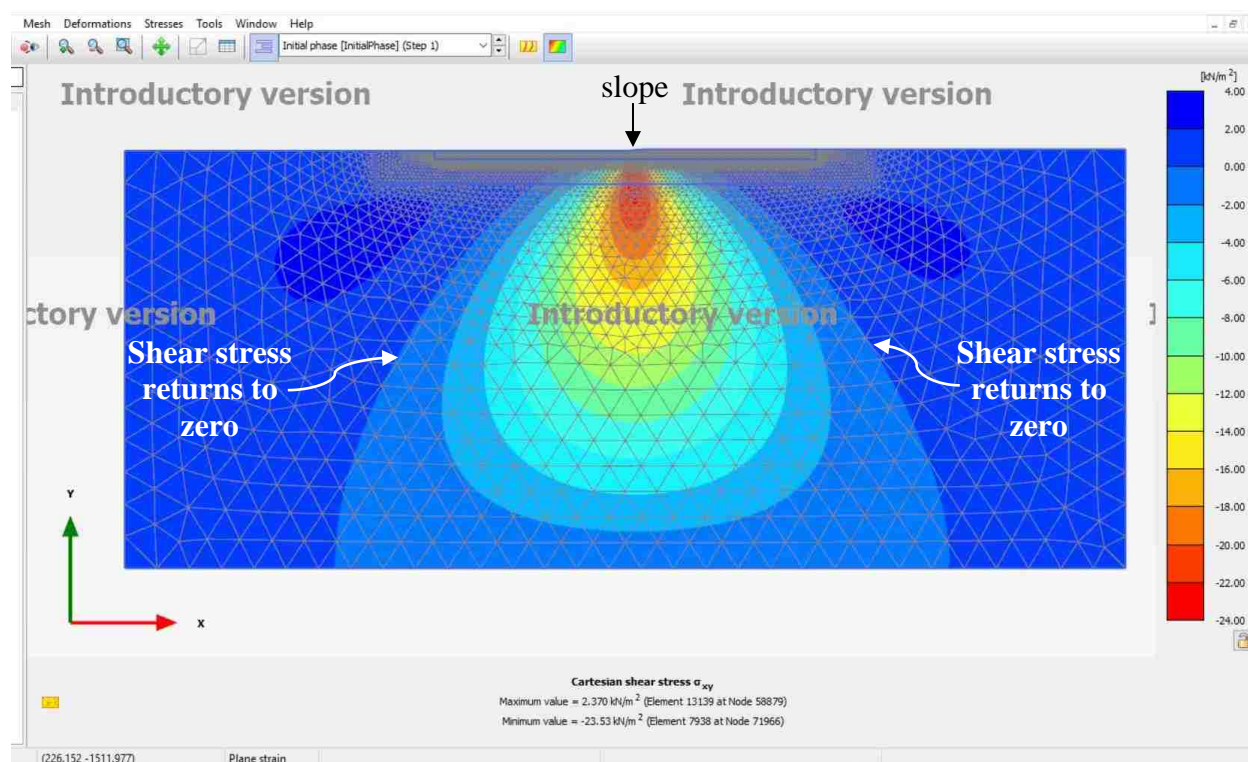 Mesh Deformations Stresses Tools Window Help
Initial phase [InitialPhase] (Step 1)
slope
Introductory version
Introductory version
[kN/m ²]
4.00
2.00
0.00
-2.00
-4.00
-6.00
-8.00
-10.00
-12.00
-14.00
-16.00
-18.00
-20.00
-22.00
-24.00
ctory version
Introductory version
Shear stress
returns to
zero
Shear stress
returns to
zero
Y
X
Cartesian shear stress σxy
Maximum value = 2.370 kN/m ² (Element 13139 at Node 58879)
Minimum value = -23.53 kN/m ² (Element 7938 at Node 71966)
(226.152 -1511.977)
Plane strain